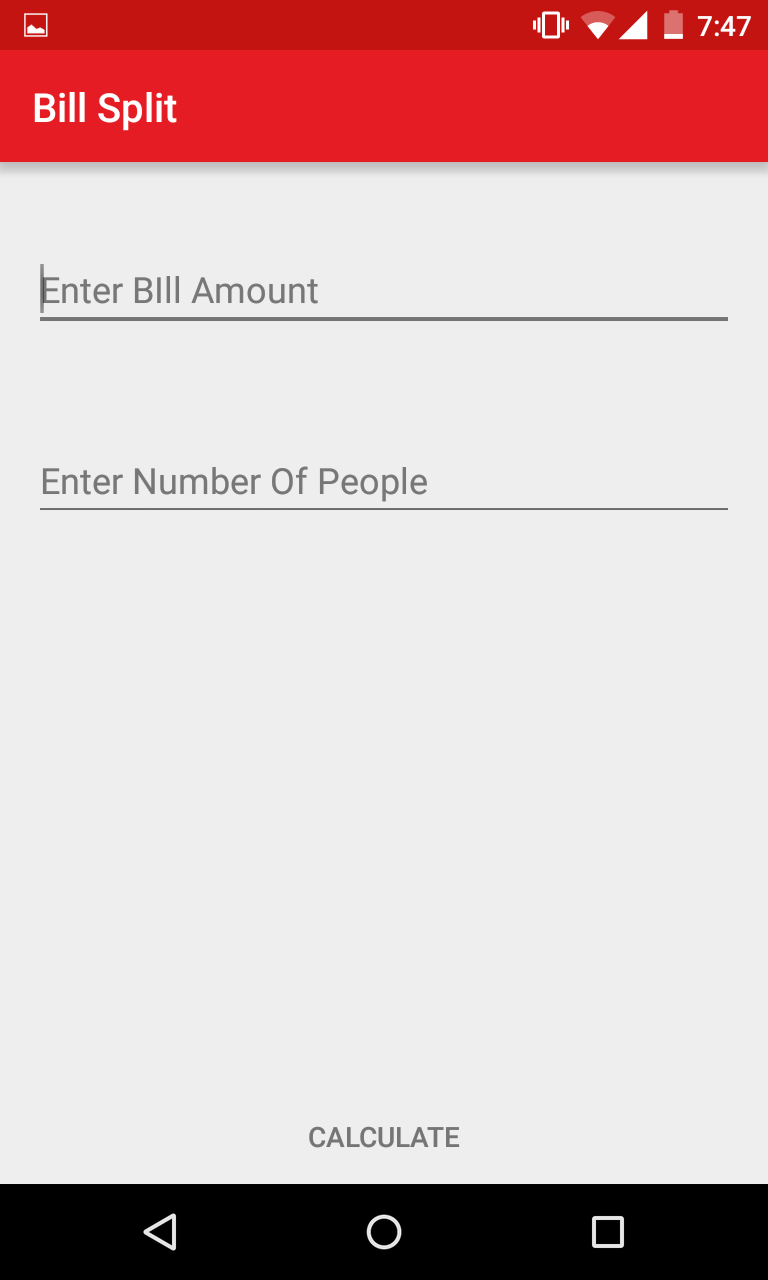 7:47
Bill Split
Enter BIll Amount
Enter Number Of People
CALCULATE